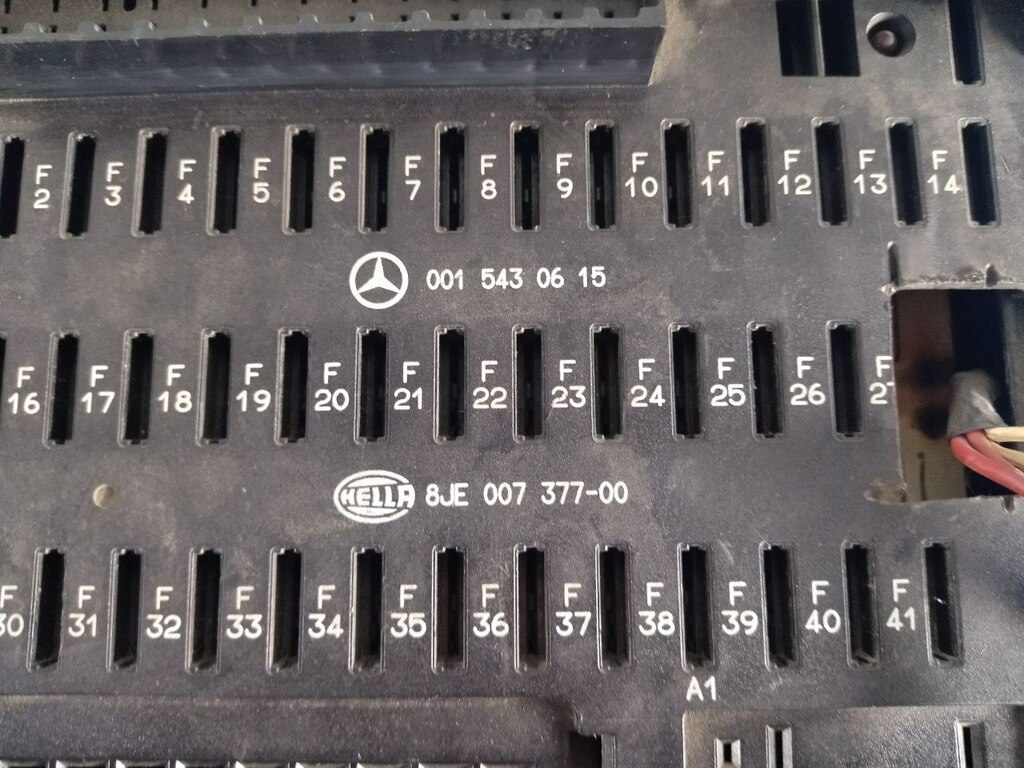 F 2 F 3 F 4 F 5 F 6 F 7 F 8 F 9 F 10 F 11 F 12 F 13 F 14
001 543 06 15
F 16 F 17 F 18 F 19 F 20 F 21 F 22 F 23 F 24 F 25 F 26 F 27
HELLA 8JE 007 377-00
F 30 F 31 F 32 F 33 F 34 F 35 F 36 F 37 F 38 F 39 F 40 F 41
A1